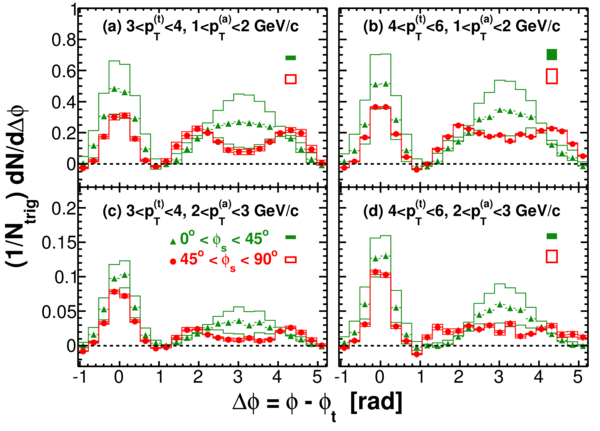 (a) 3<p_T^(t)<4, 1<p_T^(a)<2 GeV/c
(b) 4<p_T^(t)<6, 1<p_T^(a)<2 GeV/c
1
0.8
0.6
0.4
0.2
0
(c) 3<p_T^(t)<4, 2<p_T^(a)<3 GeV/c
(d) 4<p_T^(t)<6, 2<p_T^(a)<3 GeV/c
0° < ϕ_s < 45°
45° < ϕ_s < 90°
0.2
0.15
0.1
0.05
0
-1 0 1 2 3 4 5
-1 0 1 2 3 4 5
(1/N_trig) dN/dΔϕ
Δϕ = ϕ - ϕ_t [rad]